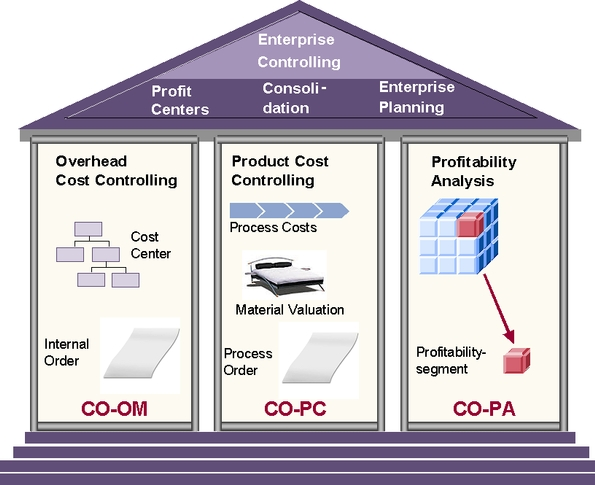 Enterprise
Controlling
Profit
Centers
Consoli-
dation
Enterprise
Planning
Overhead
Cost Controlling
Cost
Center
Internal
Order
CO-OM
Product Cost
Controlling
Process Costs
Material Valuation
Process
Order
CO-PC
Profitability
Analysis
Profitability-
segment
CO-PA